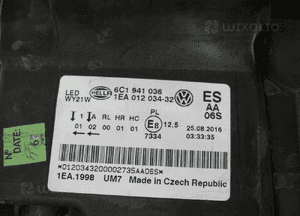 WIXOLTO
LED
WY21W
HELLA
6C1 941 036
1EA 012 034-32
ES
AA
06S
1 A RL HR HC PL
01 02 00 01 01
E8
12.5
7334
25.08.2016
03:33:35
*0120343200002735AA06S*
1EA.1998 UM7 Made in Czech Republic
N°
DATE: